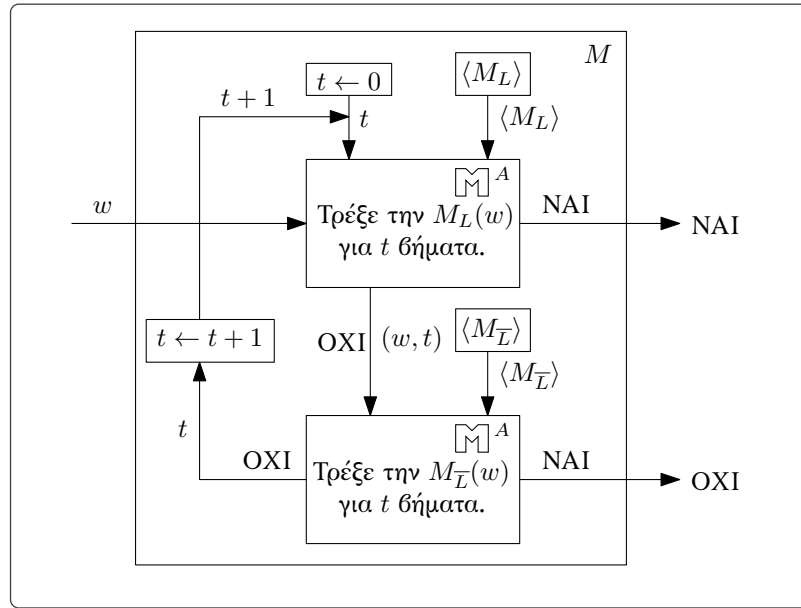 M
t ← 0
⟨M_L⟩
t + 1
t
⟨M_L⟩
w
M A
Τρέξε την M_L(w)
για t βήματα.
ΝΑΙ
ΝΑΙ
t ← t + 1
ΟΧΙ
(w, t)
⟨M_L̅⟩
⟨M_L̅⟩
t
ΟΧΙ
M A
Τρέξε την M_L̅(w)
για t βήματα.
ΝΑΙ
ΟΧΙ